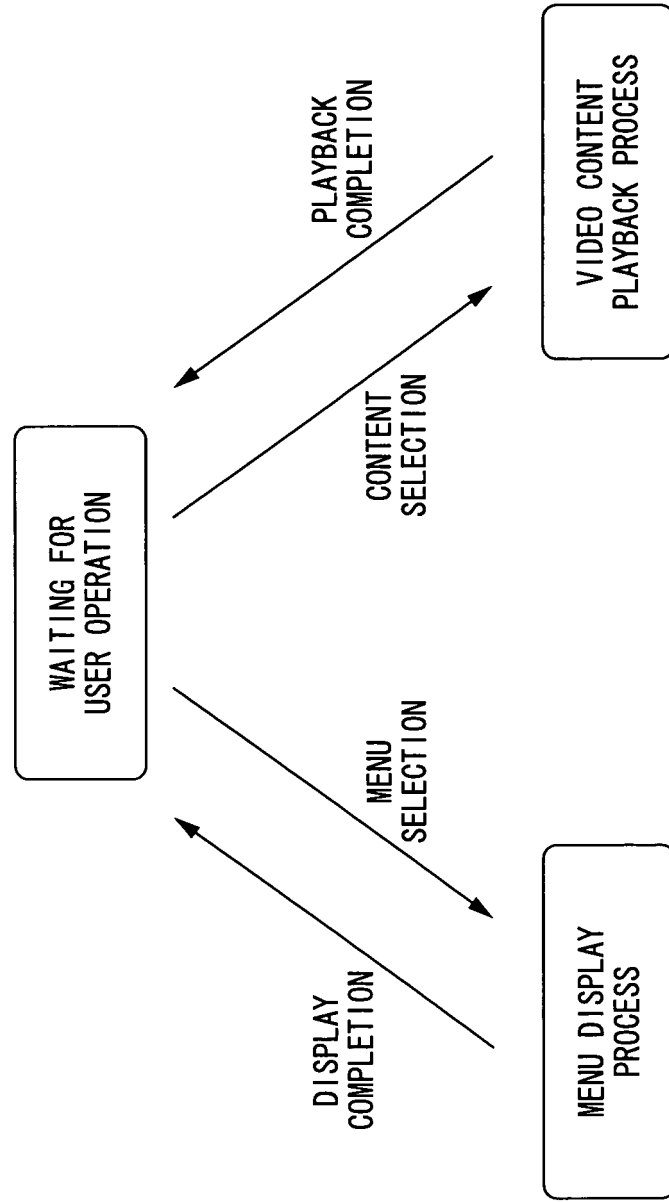 WAITING FOR
USER OPERATION
DISPLAY
COMPLETION
MENU
SELECTION
CONTENT
SELECTION
PLAYBACK
COMPLETION
MENU DISPLAY
PROCESS
VIDEO CONTENT
PLAYBACK PROCESS